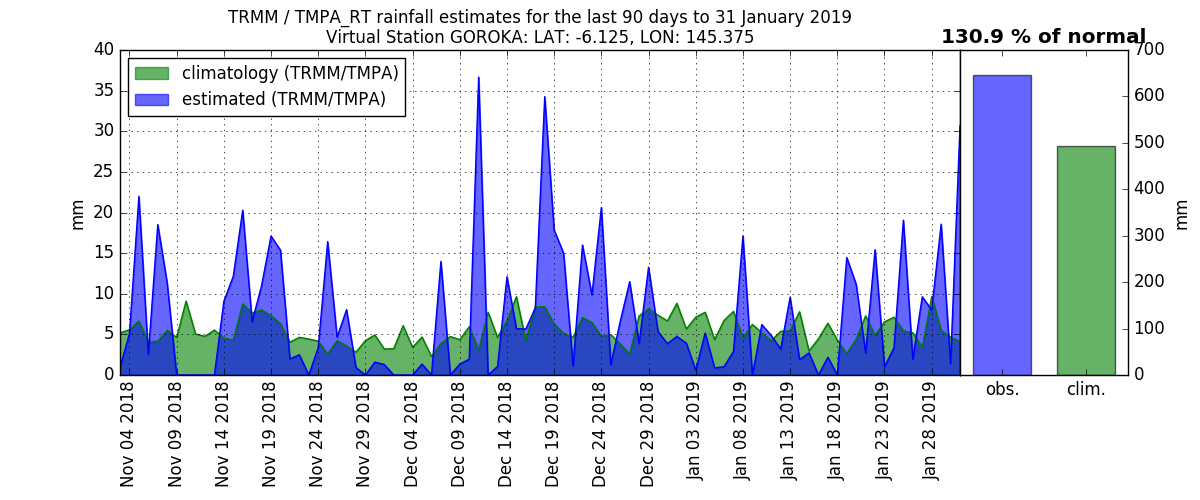 TRMM / TMPA_RT rainfall estimates for the last 90 days to 31 January 2019
Virtual Station GOROKA: LAT: -6.125, LON: 145.375
130.9 % of normal
climatology (TRMM/TMPA)
estimated (TRMM/TMPA)
40
35
30
25
20
15
10
5
0
mm
700
600
500
400
300
200
100
0
mm
obs.
clim.
Nov 04 2018
Nov 09 2018
Nov 14 2018
Nov 19 2018
Nov 24 2018
Nov 29 2018
Dec 04 2018
Dec 09 2018
Dec 14 2018
Dec 19 2018
Dec 24 2018
Dec 29 2018
Jan 03 2019
Jan 08 2019
Jan 13 2019
Jan 18 2019
Jan 23 2019
Jan 28 2019